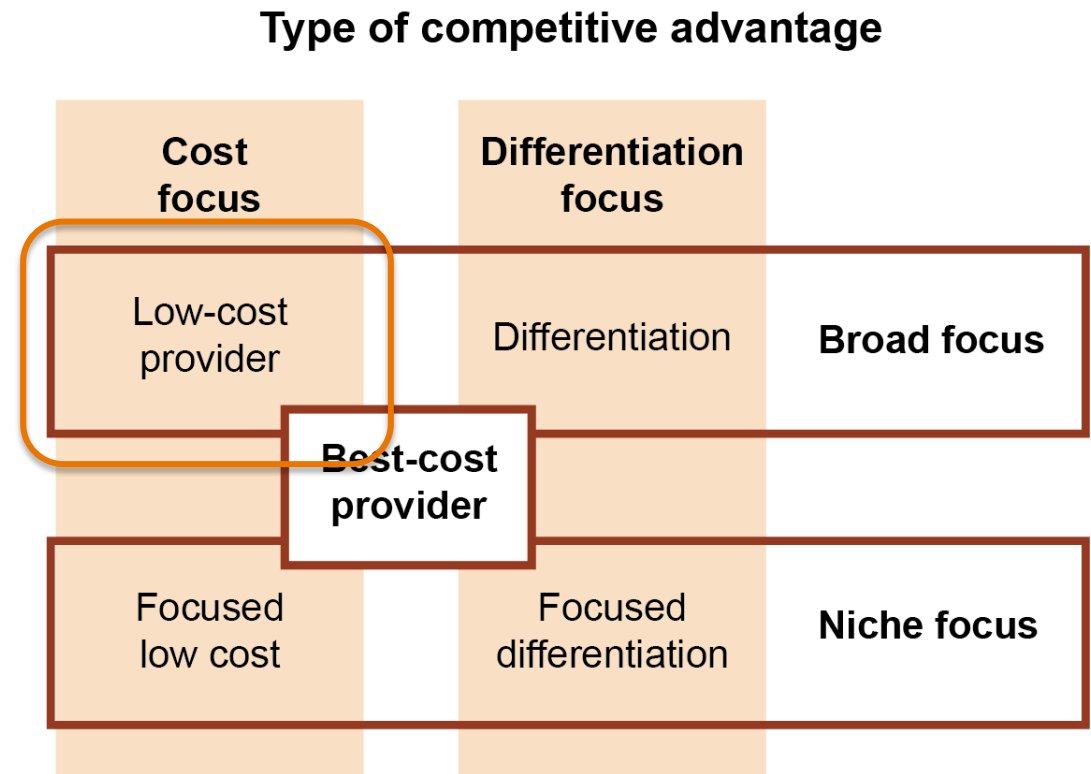 Type of competitive advantage
Cost
focus
Differentiation
focus
Low-cost
provider
Differentiation
Broad focus
Best-cost
provider
Focused
low cost
Focused
differentiation
Niche focus